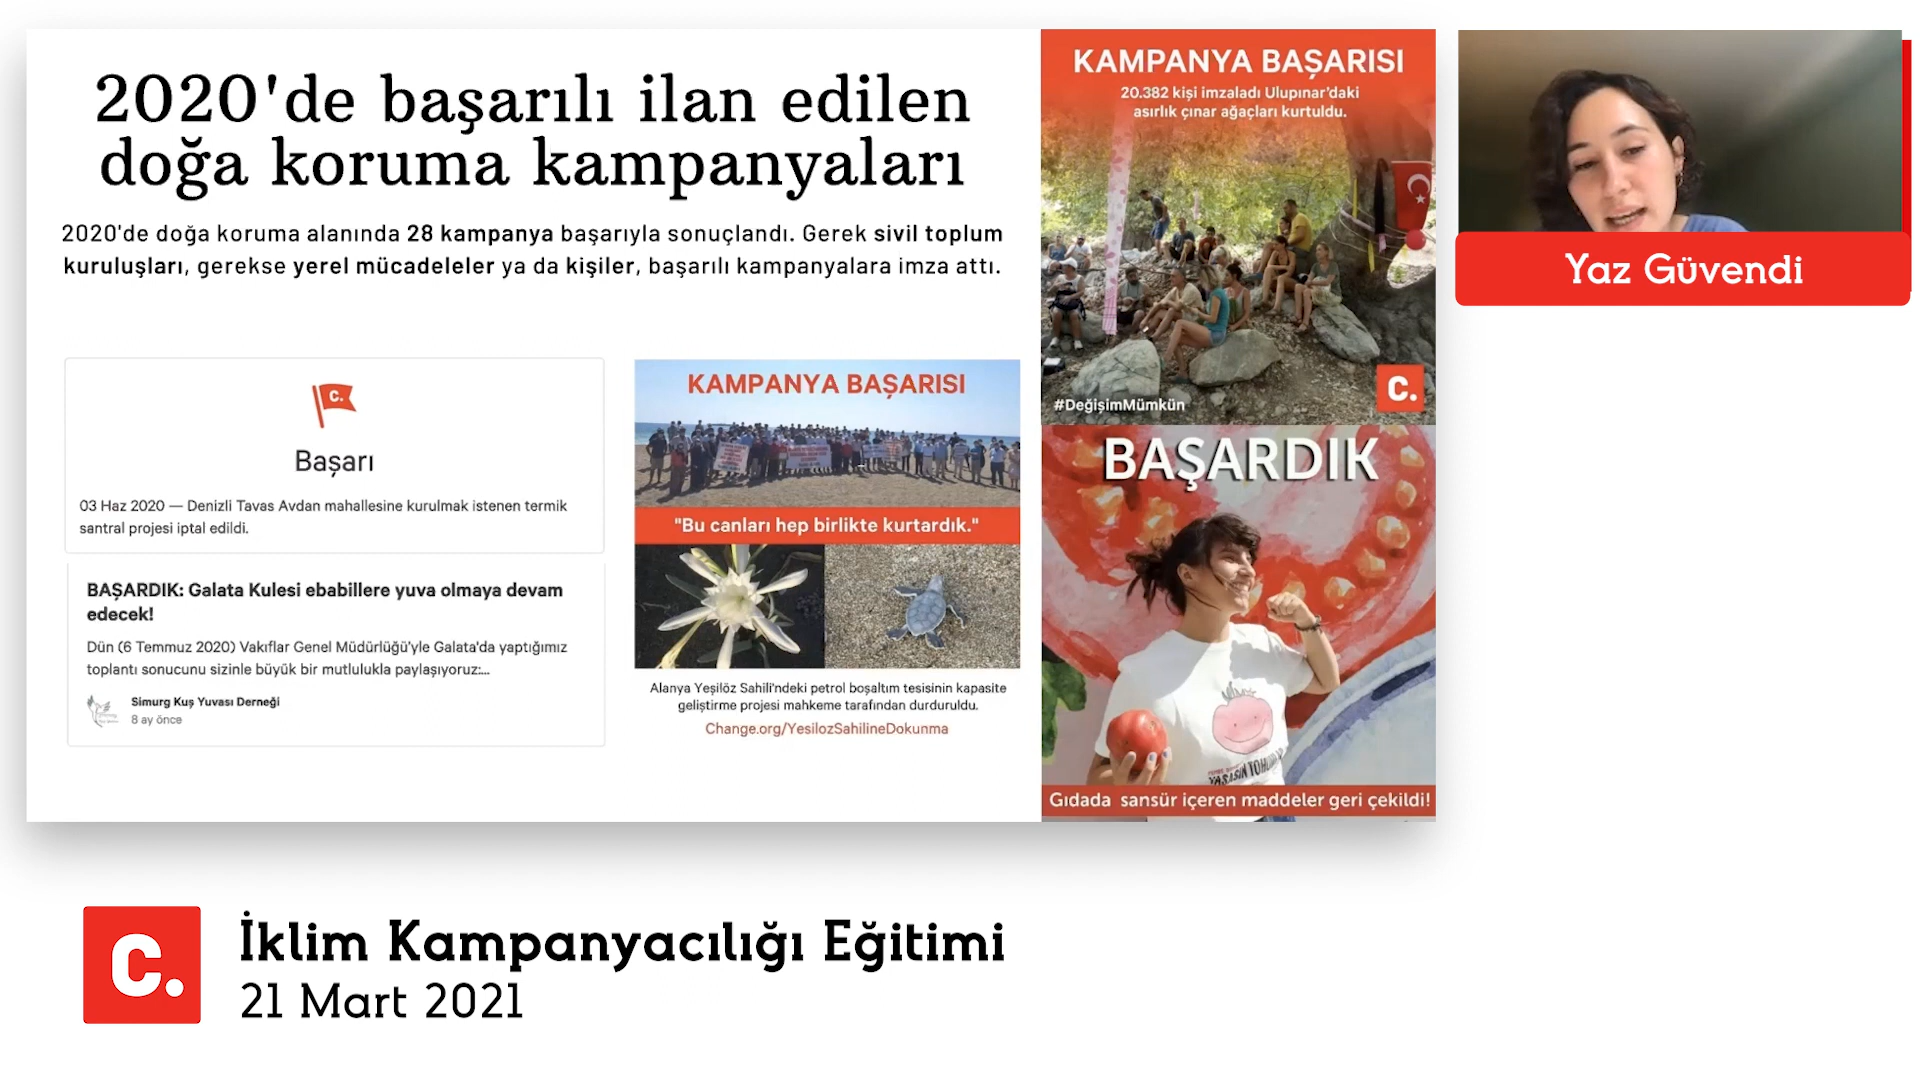 2020'de başarılı ilan edilen
doğa koruma kampanyaları
2020'de doğa koruma alanında 28 kampanya başarıyla sonuçlandı. Gerek sivil toplum
kuruluşları, gerekse yerel mücadeleler ya da kişiler, başarılı kampanyalara imza attı.
C.
Başarı
03 Haz 2020 — Denizli Tavas Avdan mahallesine kurulmak istenen termik
santral projesi iptal edildi.
BAŞARDIK: Galata Kulesi ebabillere yuva olmaya devam
edecek!
Dün (6 Temmuz 2020) Vakıflar Genel Müdürlüğü'yle Galata'da yaptığımız
toplantı sonucunu sizinle büyük bir mutlulukla paylaşıyoruz:...
Simurg Kuş Yuvası Derneği
8 ay önce
KAMPANYA BAŞARISI
"Bu canları hep birlikte kurtardık."
Alanya Yeşilöz Sahili'ndeki petrol boşaltım tesisinin kapasite
geliştirme projesi mahkeme tarafından durduruldu.
Change.org/YesilozSahilineDokunma
KAMPANYA BAŞARISI
20.382 kişi imzaladı Ulupınar'daki
asırlık çınar ağaçları kurtuldu.
#DeğişimMümkün
C.
BAŞARDIK
YAŞASIN
Gıdada sansür içeren maddeler geri çekildi!
Yaz Güvendi
C.
İklim Kampanyacılığı Eğitimi
21 Mart 2021